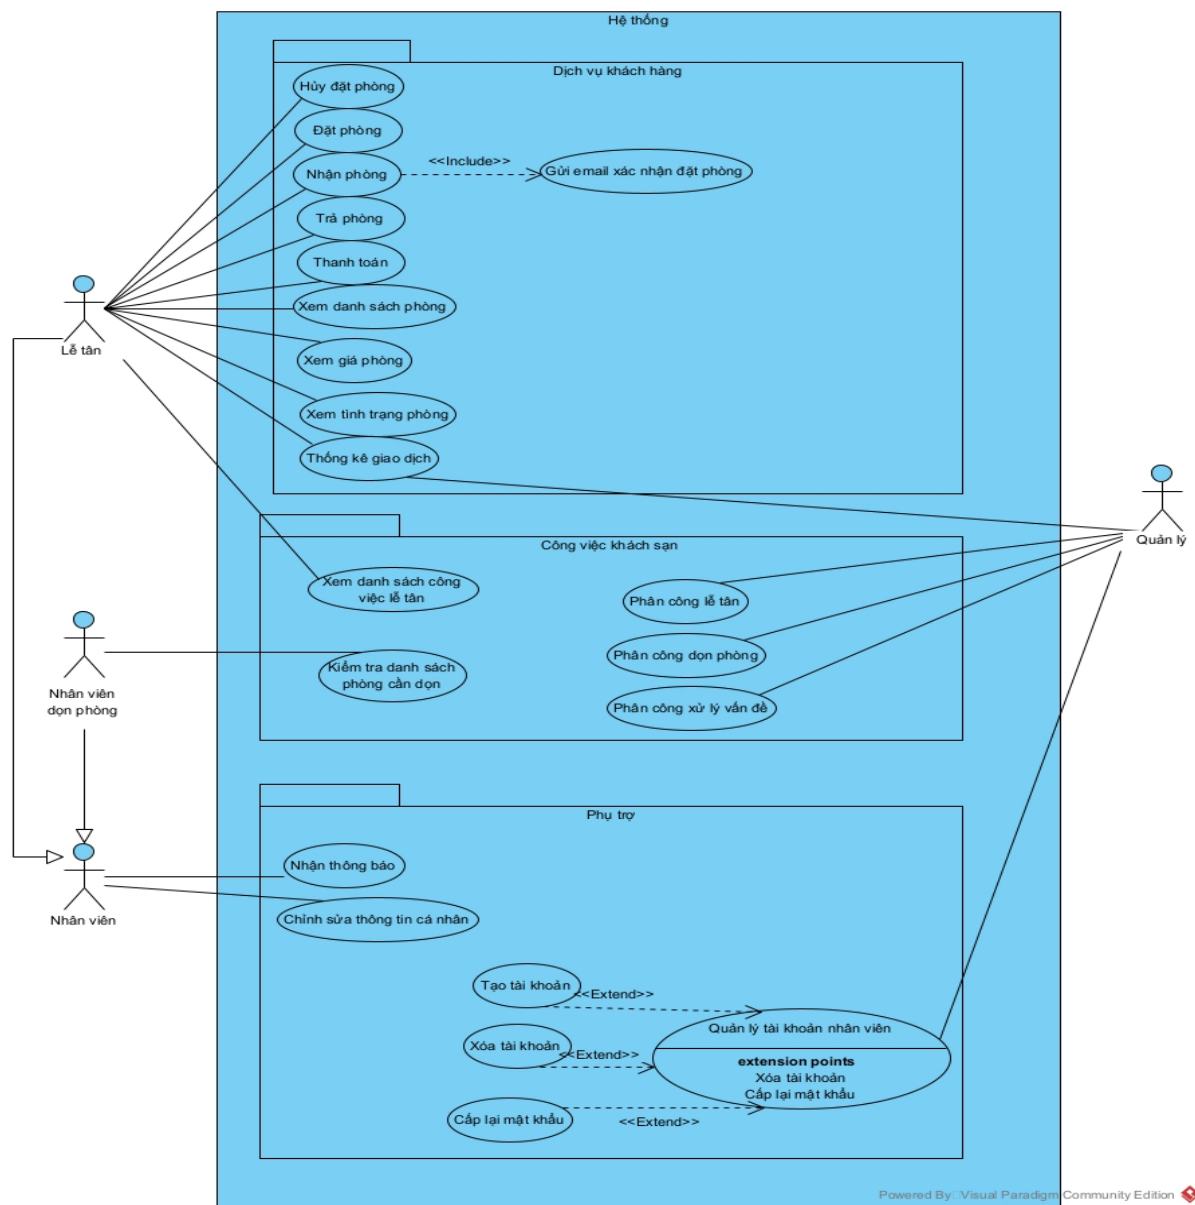 Hệ thống
Dịch vụ khách hàng
Hủy đặt phòng
Đặt phòng
<<Include>>
Nhận phòng
Gửi email xác nhận đặt phòng
Trả phòng
Thanh toán
Xem danh sách phòng
Lễ tân
Xem giá phòng
Xem tình trạng phòng
Thống kê giao dịch
Quản lý
Công việc khách sạn
Xem danh sách công
việc lễ tân
Phân công lễ tân
Phân công dọn phòng
Kiểm tra danh sách
phòng cần dọn
Phân công xử lý vấn đề
Nhân viên
dọn phòng
Phụ trợ
Nhận thông báo
Chỉnh sửa thông tin cá nhân
Nhân viên
Tạo tài khoản
<<Extend>>
Quản lý tài khoản nhân viên
Xóa tài khoản
<<Extend>>
extension points
Xóa tài khoản
Cấp lại mật khẩu
Cấp lại mật khẩu
<<Extend>>
Powered By Visual Paradigm Community Edition